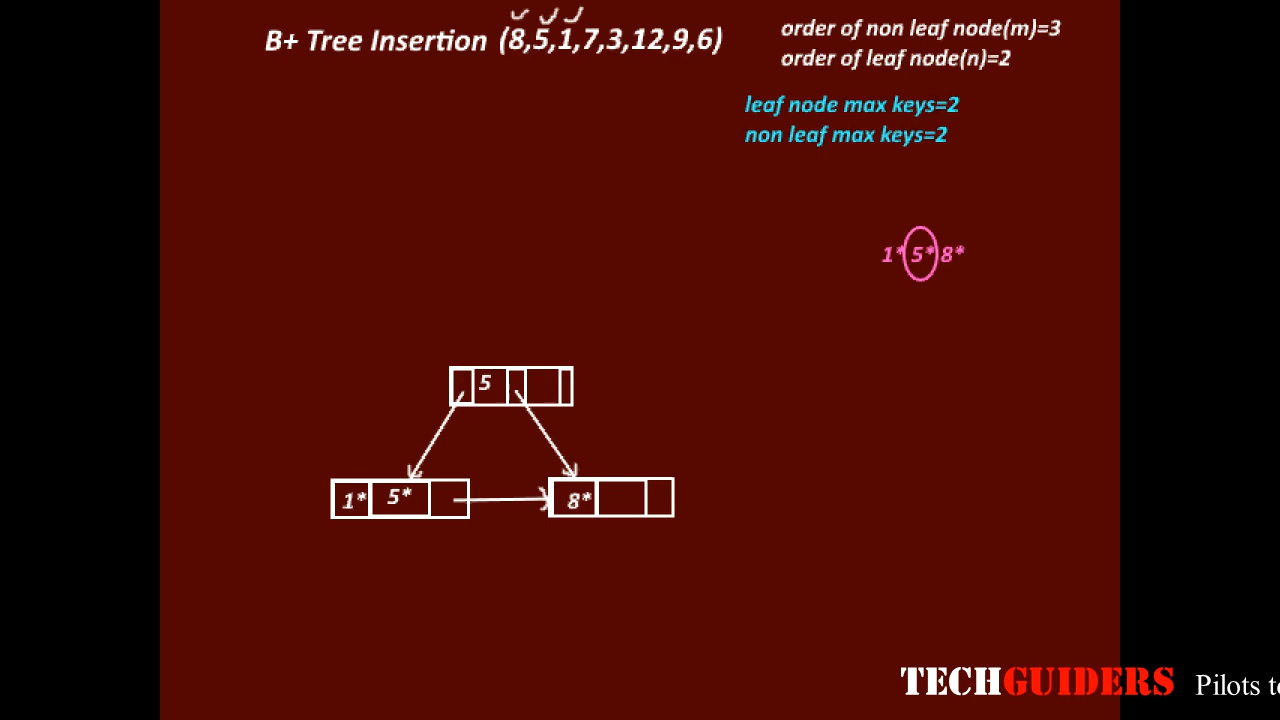 B+ Tree Insertion (8,5,1,7,3,12,9,6)
order of non leaf node(m)=3
order of leaf node(n)=2
leaf node max keys=2
non leaf max keys=2
1* 5* 8*
5
1* 5* 8*
TECHGUIDERS Pilots